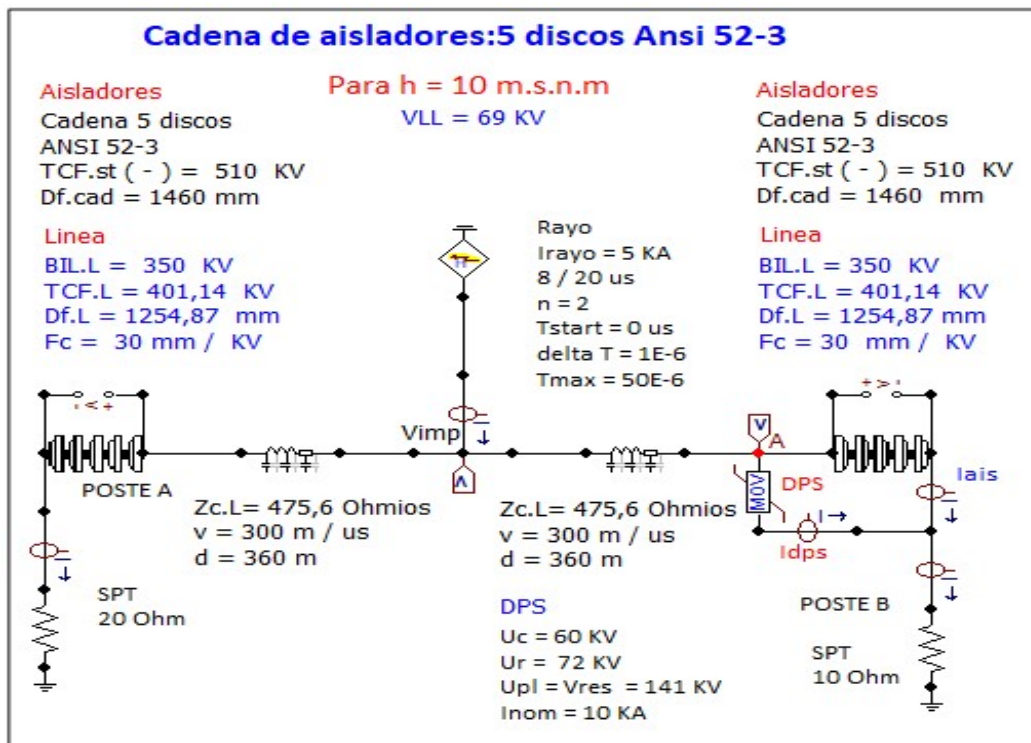 Cadena de aisladores:5 discos Ansi 52-3
Para h = 10 m.s.n.m
VLL = 69 KV
Aisladores
Cadena 5 discos
ANSI 52-3
TCF.st ( - ) = 510 KV
Df.cad = 1460 mm
Linea
BIL.L = 350 KV
TCF.L = 401,14 KV
Df.L = 1254,87 mm
Fc = 30 mm / KV
Rayo
Irayo = 5 KA
8 / 20 us
n = 2
Tstart = 0 us
delta T = 1E-6
Tmax = 50E-6
Aisladores
Cadena 5 discos
ANSI 52-3
TCF.st ( - ) = 510 KV
Df.cad = 1460 mm
Linea
BIL.L = 350 KV
TCF.L = 401,14 KV
Df.L = 1254,87 mm
Fc = 30 mm / KV
POSTE A
Vimp
V
Zc.L= 475,6 Ohmios
v = 300 m / us
d = 360 m
Zc.L= 475,6 Ohmios
v = 300 m / us
d = 360 m
V
A
MOV
DPS
I
Idps
Iais
SPT
20 Ohm
DPS
Uc = 60 KV
Ur = 72 KV
Upl = Vres = 141 KV
Inom = 10 KA
POSTE B
SPT
10 Ohm